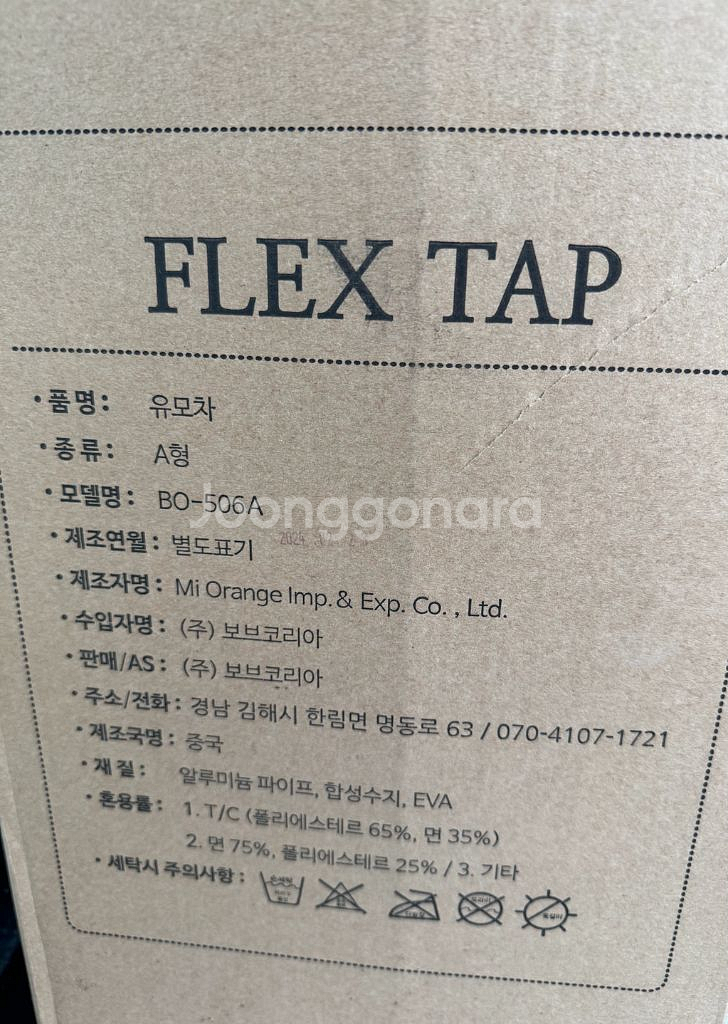 FLEX TAP
• 품 명 : 유모차
• 종 류 : A형
• 모델명 : BO-506A
Joonggonara
• 제조연월 : 별도표기
• 제조자명 : Mi Orange Imp. & Exp. Co. , Ltd.
• 수입자명 : (주) 보브코리아
• 판매/AS : (주) 보브코리아
• 주소/전화 : 경남 김해시 한림면 명동로 63 / 070-4107-1721
• 제조국명 : 중국
• 재 질 : 알루미늄 파이프, 합성수지, EVA
• 혼용률 : 1. T/C (폴리에스테르 65%, 면 35%)
2. 면 75%, 폴리에스테르 25% / 3. 기타
• 세탁시 주의사항 :